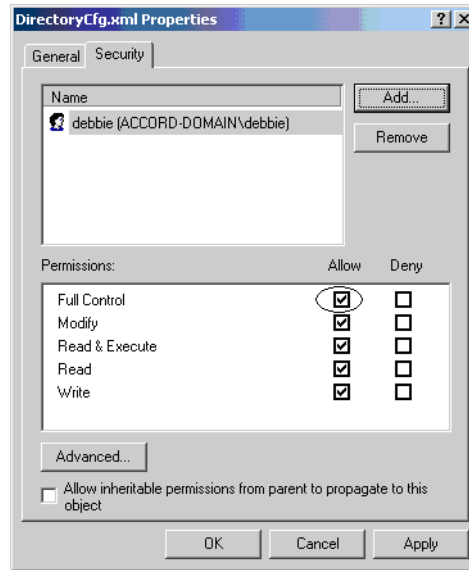 DirectoryCfg.xml Properties
General Security
Name
Add...
debbie (ACCORD-DOMAIN\debbie)
Remove
Permissions: Allow Deny
Full Control
Modify
Read & Execute
Read
Write
Advanced...
Allow inheritable permissions from parent to propagate to this
object
OK Cancel Apply